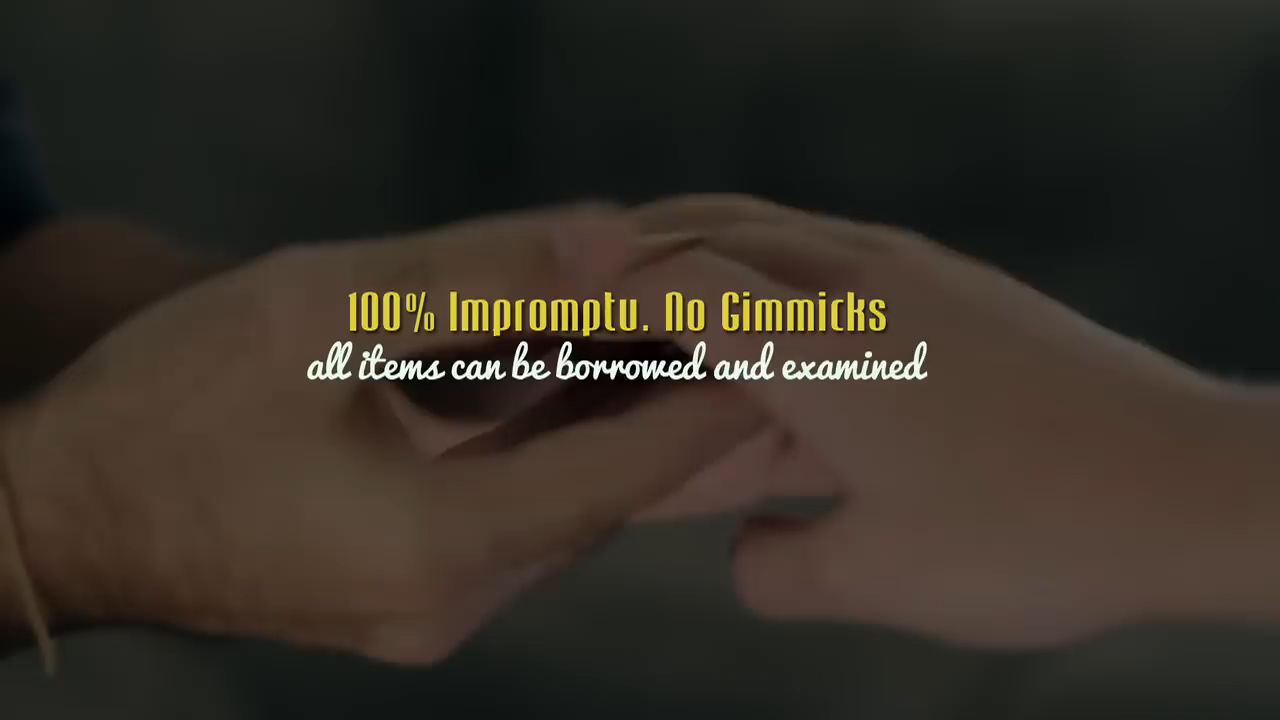 100% Impromptu. No Gimmicks
all items can be borrowed and examined